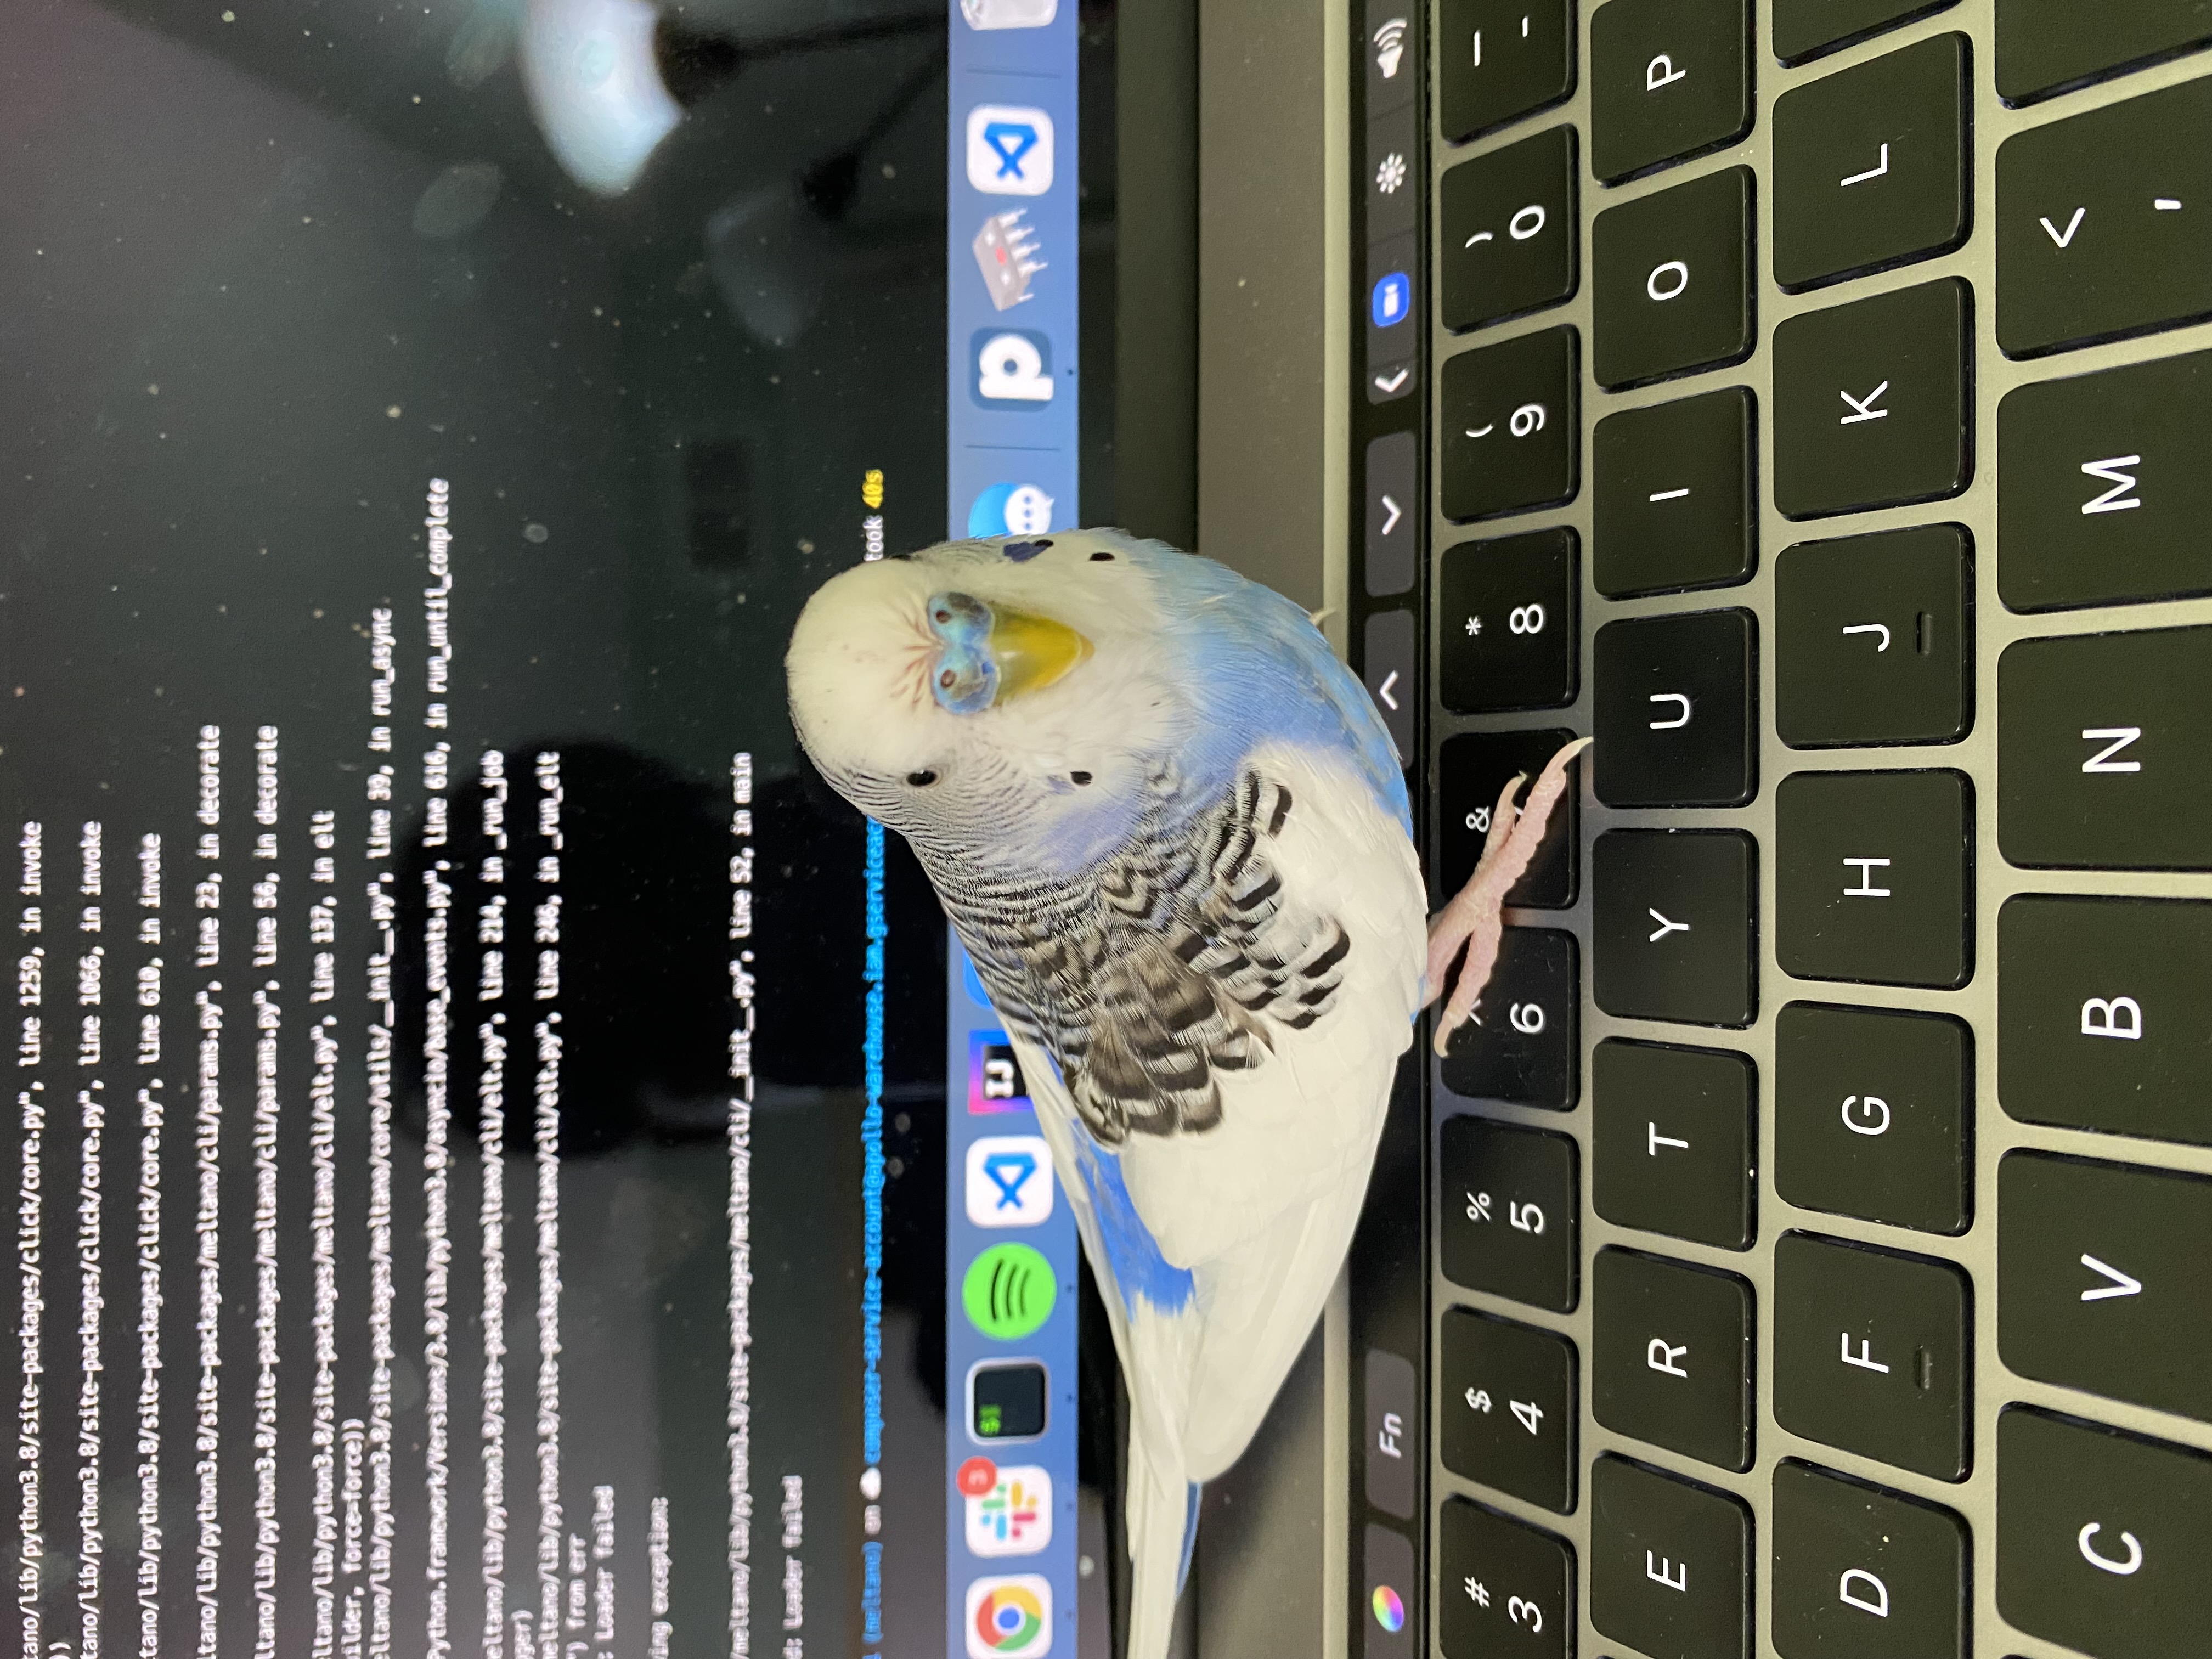 tano/lib/python3.8/site-packages/click/core.py", line 1259, in invoke
))
tano/lib/python3.8/site-packages/click/core.py", line 1066, in invoke
tano/lib/python3.8/site-packages/click/core.py", line 610, in invoke
ltano/lib/python3.8/site-packages/meltano/cli/params.py", line 23, in decorate
ltano/lib/python3.8/site-packages/meltano/cli/params.py", line 56, in decorate
eltano/lib/python3.8/site-packages/meltano/cli/elt.py", line 137, in elt
uilder, force=force))
eltano/lib/python3.8/site-packages/meltano/core/utils/__init__.py", line 39, in run_async
Python.framework/Versions/3.8/lib/python3.8/asyncio/base_events.py", line 616, in run_until_complete
eltano/lib/python3.8/site-packages/meltano/cli/elt.py", line 214, in _run_job
gger)
meltano/lib/python3.8/site-packages/meltano/cli/elt.py", line 246, in _run_elt
") from err
: Loader failed
ving exception:
/meltano/lib/python3.8/site-packages/meltano/cli/__init__.py", line 52, in main
d: Loader failed
(meltano) on composer-service-account@apollo-warehouse.iam.gserviceac took 40s
3 $ IJ p
Fn
# $ % ^ & * ( ) —
3 4 5 6 8 9 0 -
E R T Y U I O P
D F G H J K L
C V B N M <
,